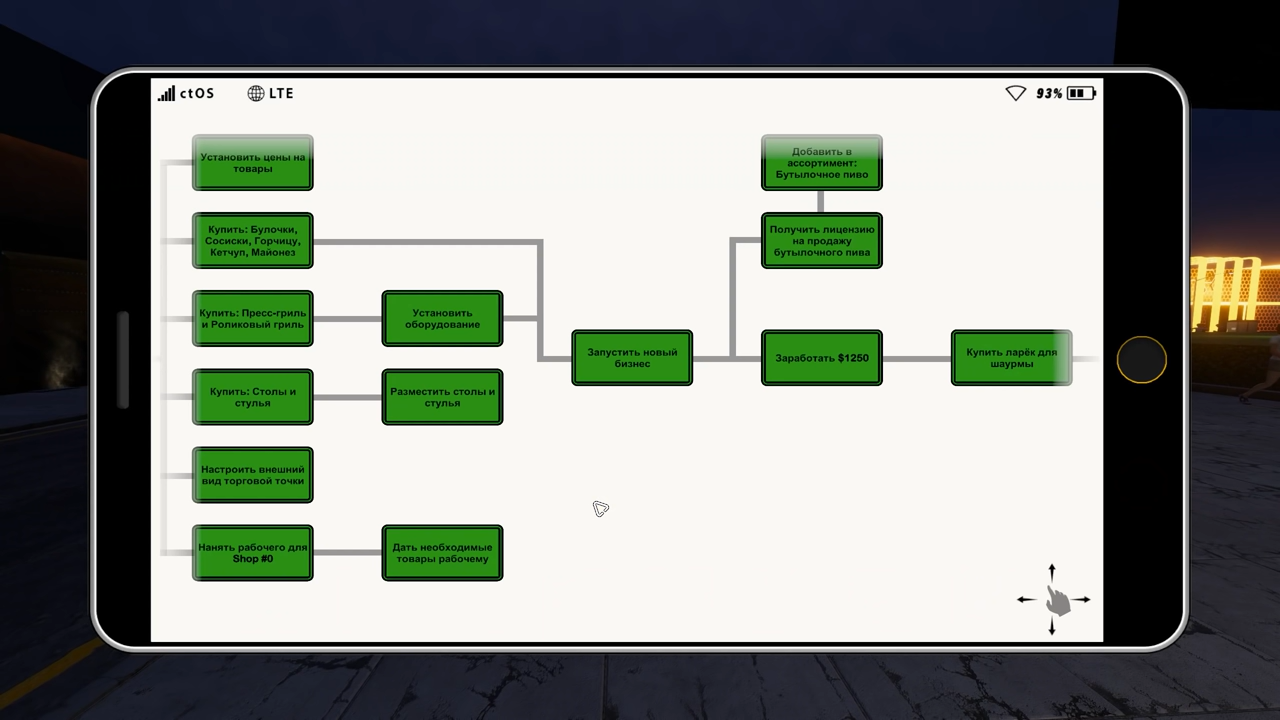 ctOS
LTE
93%
Установить цены на
товары
Добавить в
ассортимент:
Бутылочное пиво
Купить: Булочки,
Сосиски, Горчицу,
Кетчуп, Майонез
Получить лицензию
на продажу
бутылочного пива
Купить: Пресс-гриль
и Роликовый гриль
Установить
оборудование
Запустить новый
бизнес
Заработать $1250
Купить ларёк для
шаурмы
Купить: Столы и
стулья
Разместить столы и
стулья
Настроить внешний
вид торговой точки
Нанять рабочего для
Shop #0
Дать необходимые
товары рабочему